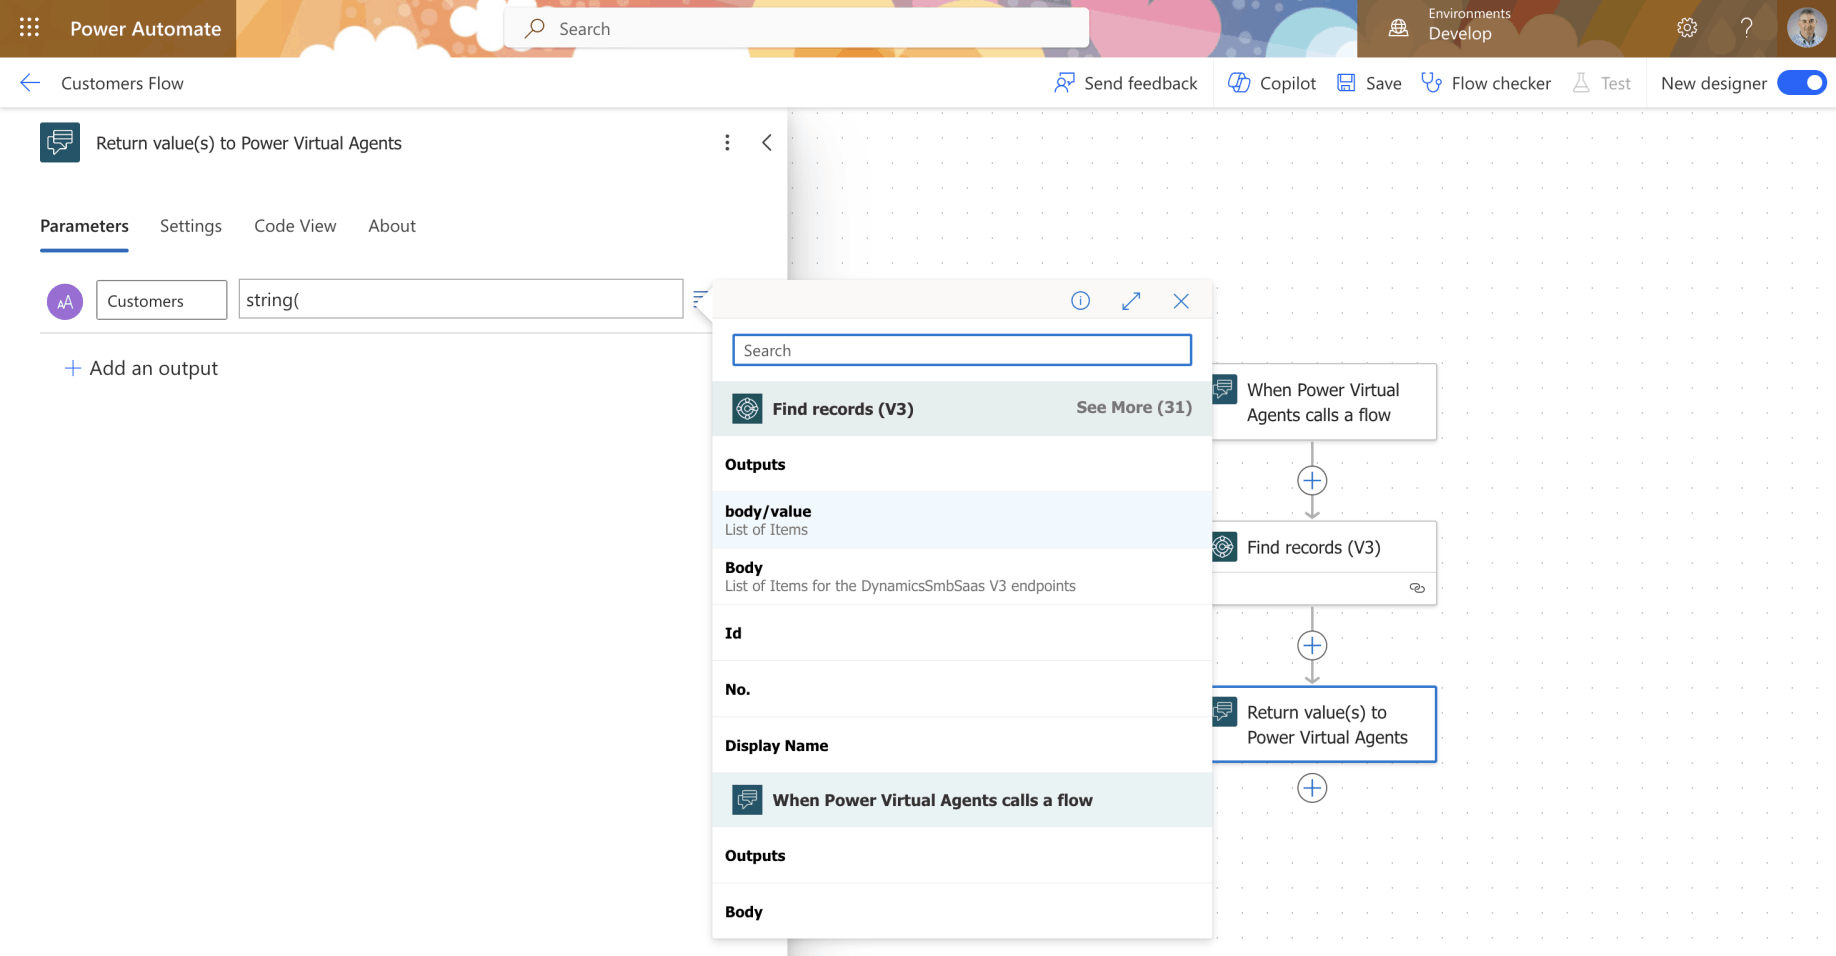 Power Automate
Search
Environments
Develop
Customers Flow
Send feedback
Copilot
Save
Flow checker
Test
New designer
Return value(s) to Power Virtual Agents
Parameters
Settings
Code View
About
AA
Customers
string(
Add an output
Search
Find records (V3)
See More (31)
Outputs
body/value
List of Items
Body
List of Items for the DynamicsSmbSaas V3 endpoints
Id
No.
Display Name
When Power Virtual Agents calls a flow
Outputs
Body
When Power Virtual
Agents calls a flow
Find records (V3)
Return value(s) to
Power Virtual Agents